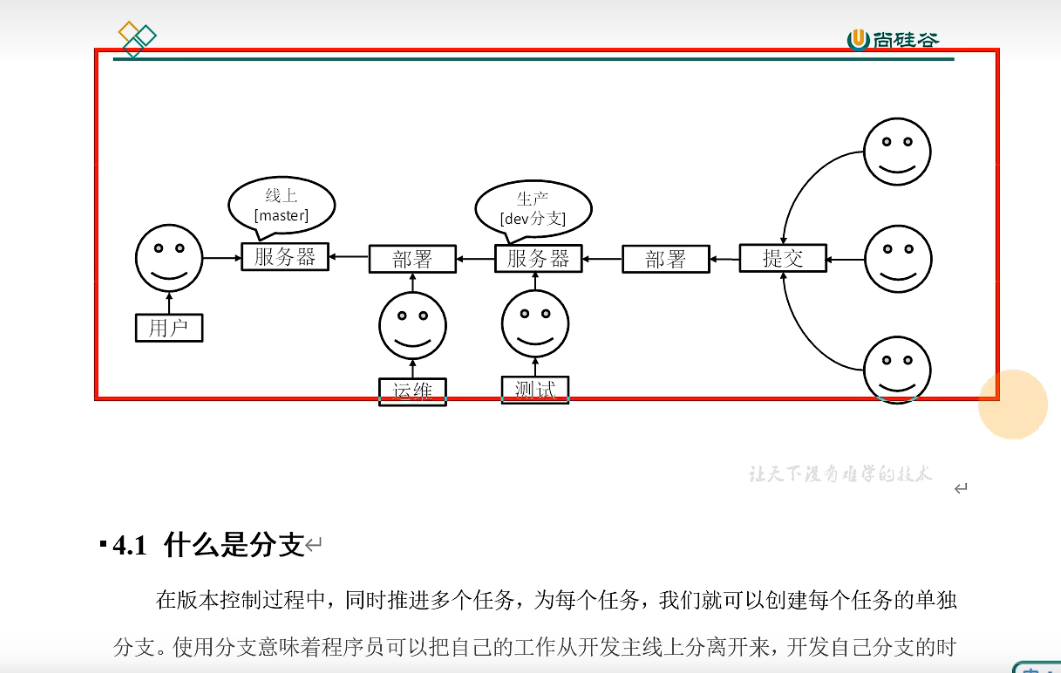 尚硅谷
线上
[master]
生产
[dev分支]
服务器
部署
服务器
部署
提交
用户
运维
测试
让天下没有难学的技术
4.1 什么是分支
在版本控制过程中，同时推进多个任务，为每个任务，我们就可以创建每个任务的单独
分支。使用分支意味着程序员可以把自己的工作从开发主线上分离开来，开发自己分支的时